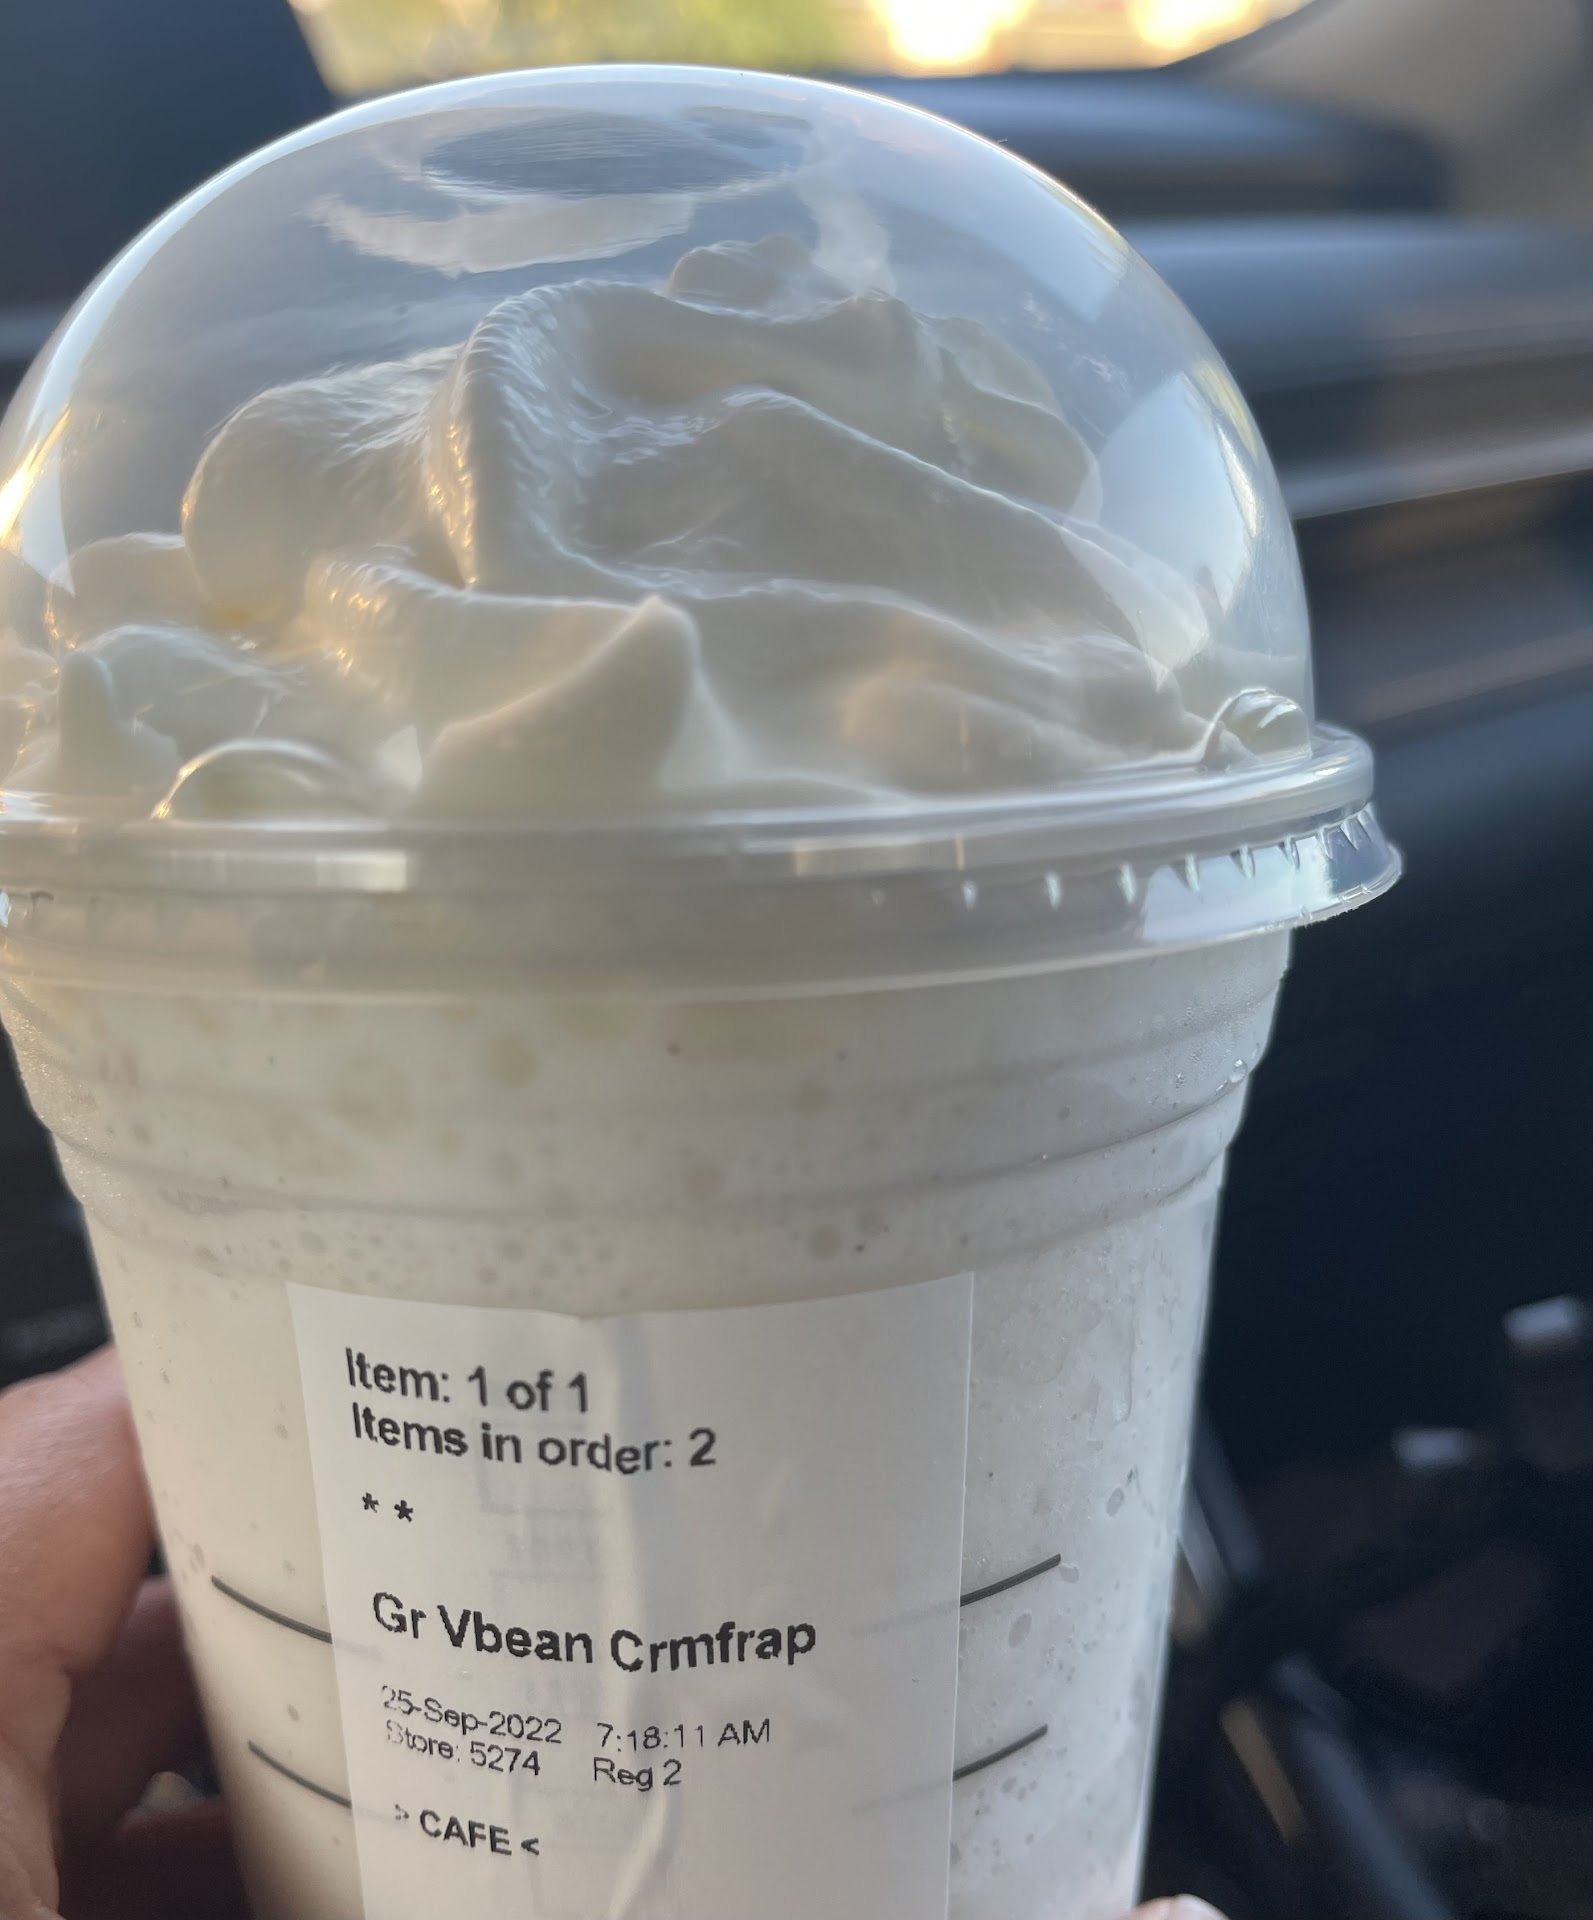 Item: 1 of 1
Items in order: 2
* *
Gr Vbean Crmfrap
25-Sep-2022 7:18:11 AM
Store: 5274 Reg 2
> CAFE <